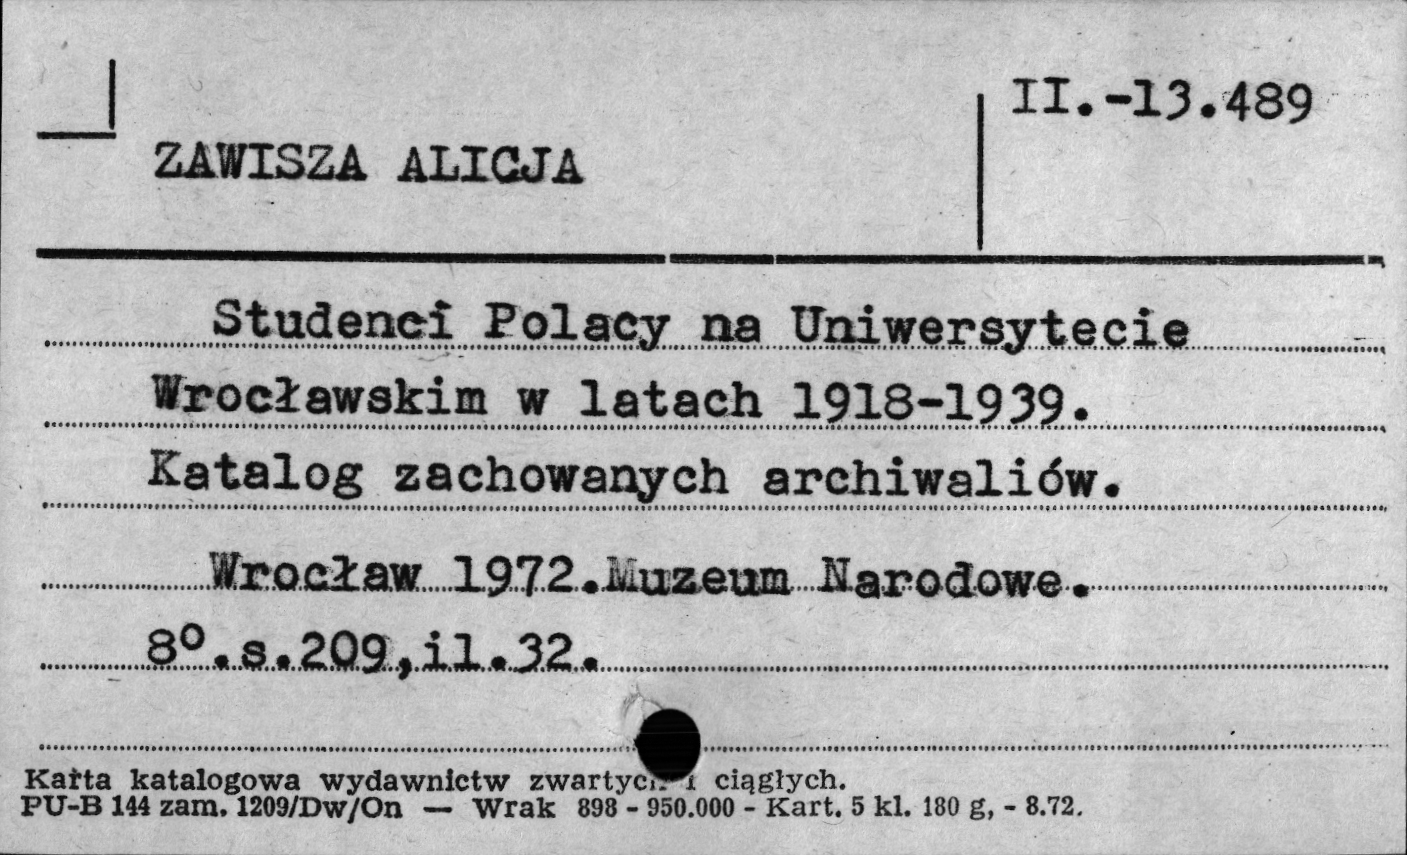 II.-13.489
ZAWISZA ALICJA
Studenci Polacy na Uniwersytecie
Wrocławskim w latach 1918-1939.
Katalog zachowanych archiwaliów.
Wrocław 1972.Muzeum Narodowe.
8°.s.209,il.32.
Karta katalogowa wydawnictw zwartych i ciągłych.
PU-B 144 zam. 1209/Dw/On — Wrak 898 - 950.000 - Kart. 5 kl. 180 g, - 8.72.